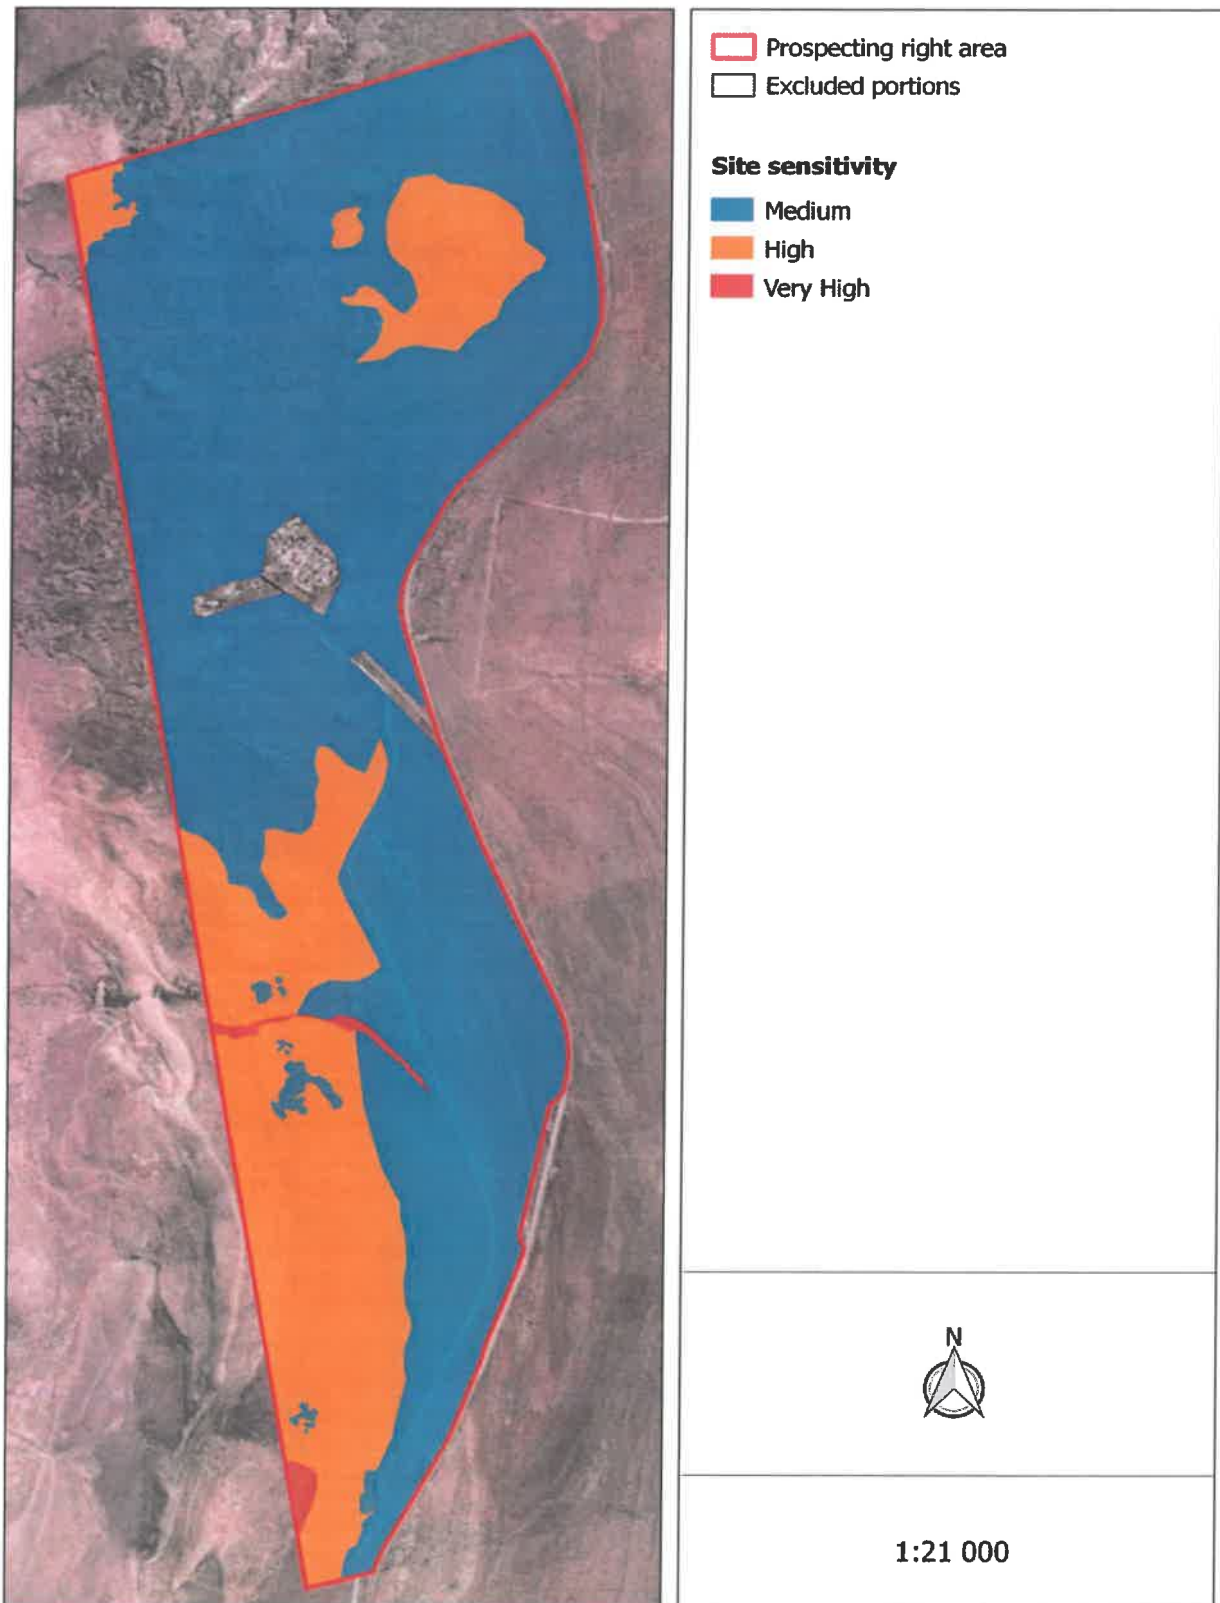 Prospecting right area
Excluded portions
Site sensitivity
Medium
High
Very High
N
1:21 000